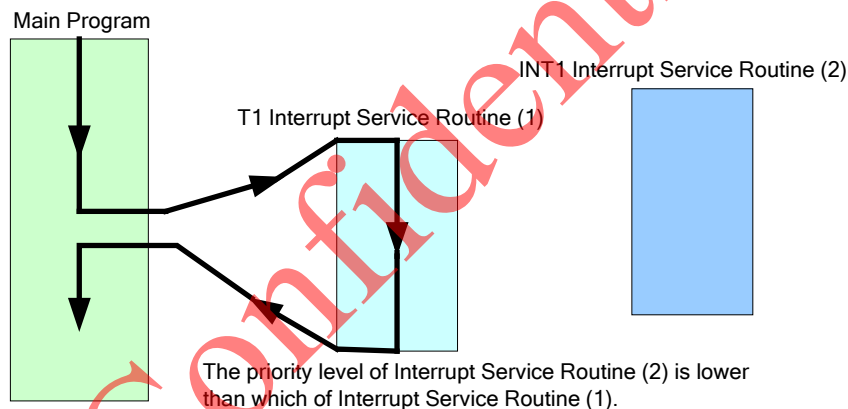 Main Program
INT1 Interrupt Service Routine (2)
T1 Interrupt Service Routine (1)
The priority level of Interrupt Service Routine (2) is lower
than which of Interrupt Service Routine (1).
Confident